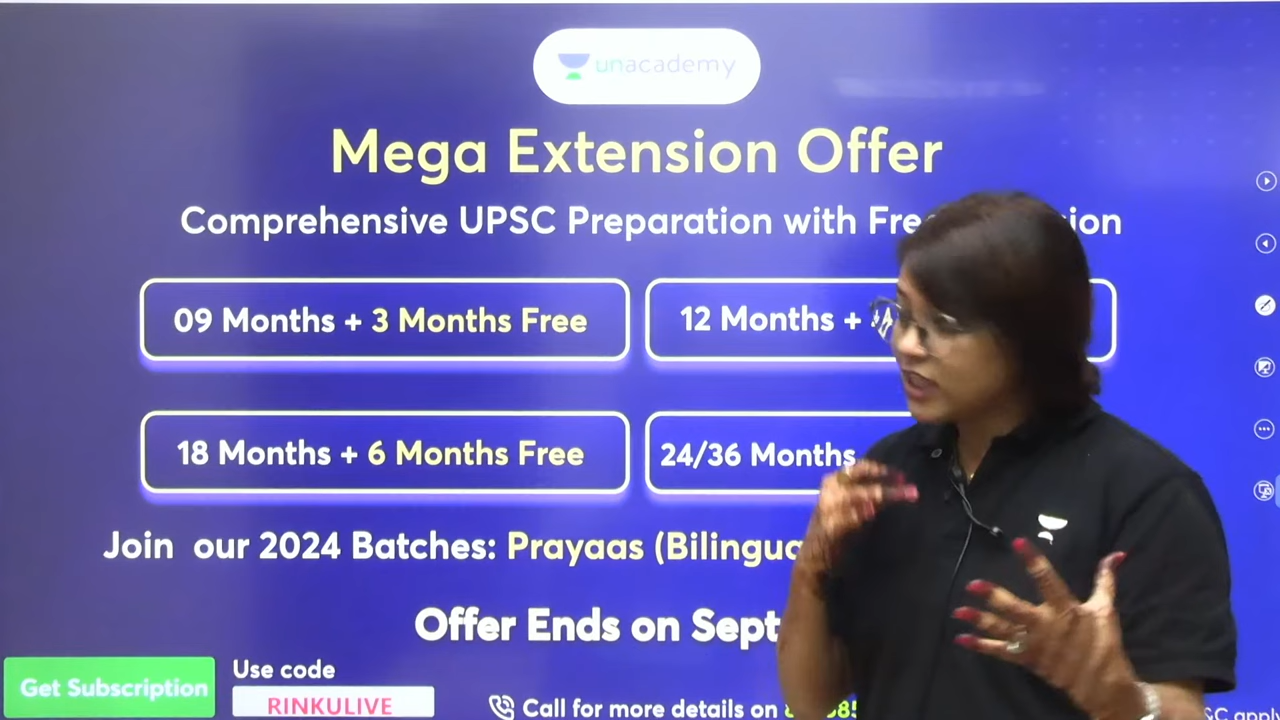 unacademy
Mega Extension Offer
Comprehensive UPSC Preparation with
09 Months + 3 Months Free
12 Months +
18 Months + 6 Months Free
24/36 Months
Join our 2024 Batches: Prayaas
Offer Ends on Sept
Get Subscription
Use code
RINKULIVE
Call for more details on